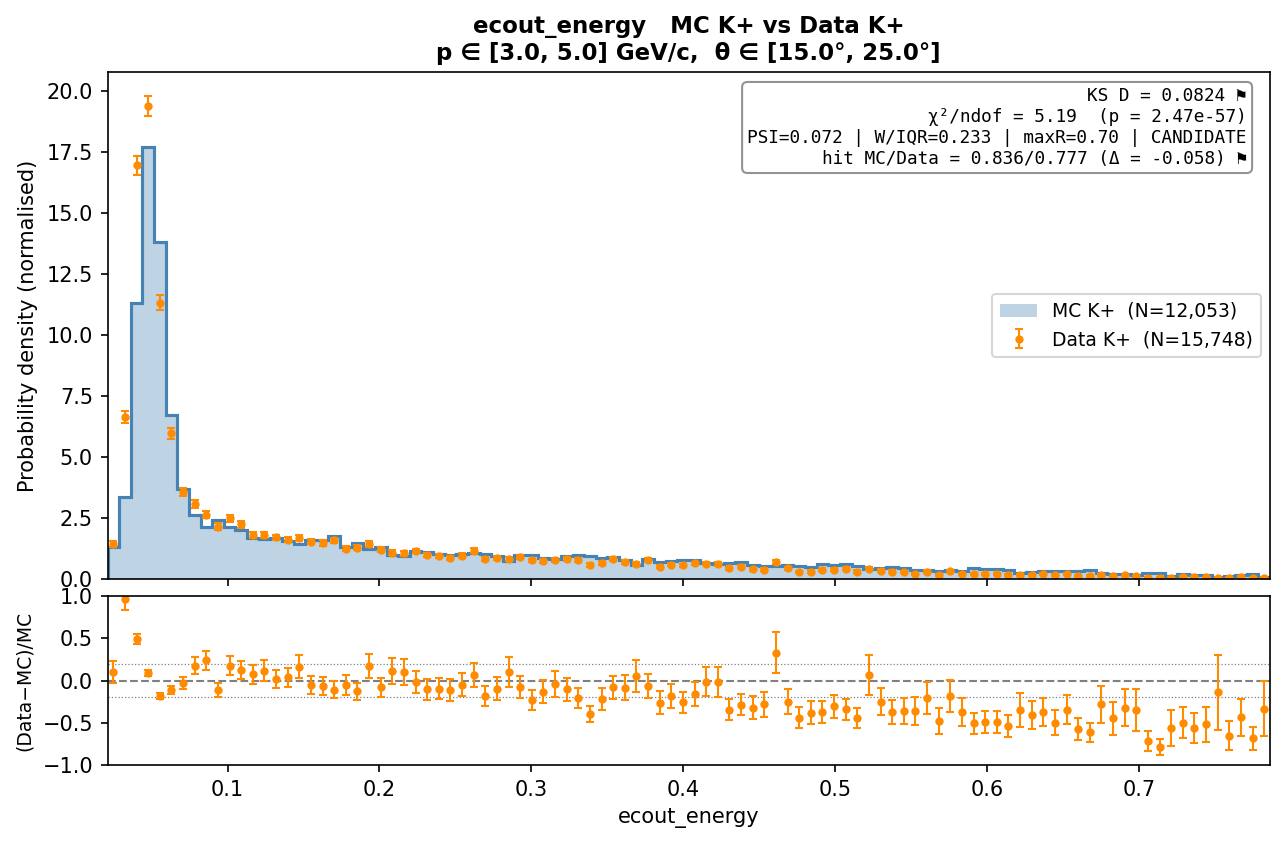 ecout_energy   MC K+ vs Data K+
p ∈ [3.0, 5.0] GeV/c,  θ ∈ [15.0°, 25.0°]
KS D = 0.0824 ⚑
χ²/ndof = 5.19  (p = 2.47e-57)
PSI=0.072 | W/IQR=0.233 | maxR=0.70 | CANDIDATE
hit MC/Data = 0.836/0.777 (Δ = -0.058) ⚑
MC K+  (N=12,053)
Data K+  (N=15,748)
Probability density (normalised)
20.0
17.5
15.0
12.5
10.0
7.5
5.0
2.5
0.0
(Data−MC)/MC
1.0
0.5
0.0
−0.5
−1.0
0.1 0.2 0.3 0.4 0.5 0.6 0.7
ecout_energy